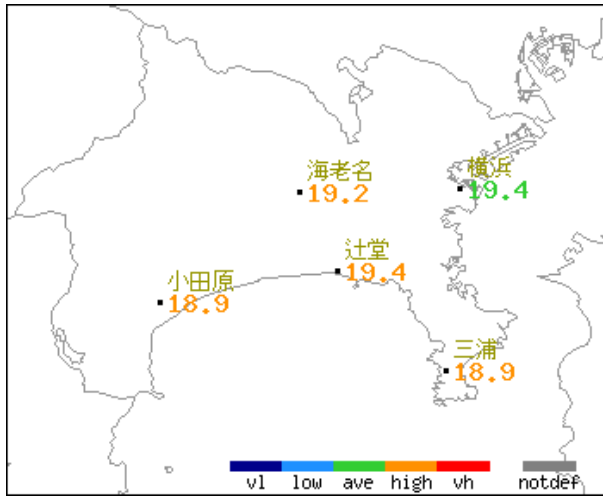 海老名
19.2
横浜
19.4
辻堂
19.4
小田原
18.9
三浦
18.9
vl low ave high vh notdef